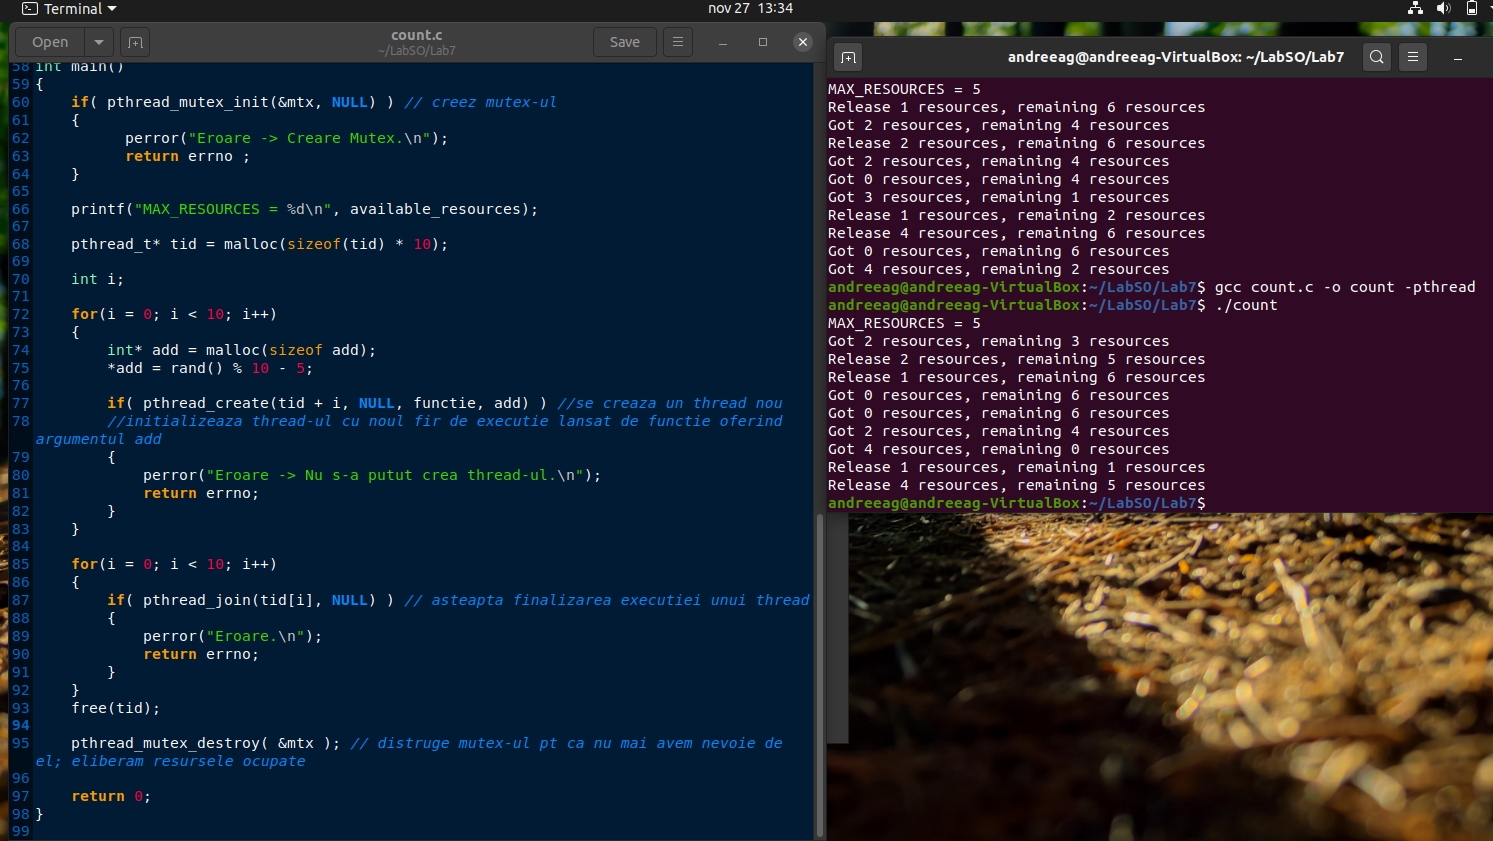 Terminal
nov 27 13:34
Open
count.c
~/LabSO/Lab7
Save
58 int main()
59 {
60 if( pthread_mutex_init(&mtx, NULL) ) // creez mutex-ul
61 {
62 perror("Eroare -> Creare Mutex.\n");
63 return errno ;
64 }
65
66 printf("MAX_RESOURCES = %d\n", available_resources);
67
68 pthread_t* tid = malloc(sizeof(tid) * 10);
69
70 int i;
71
72 for(i = 0; i < 10; i++)
73 {
74 int* add = malloc(sizeof add);
75 *add = rand() % 10 - 5;
76
77 if( pthread_create(tid + i, NULL, functie, add) ) //se creaza un thread nou
78 //initializeaza thread-ul cu noul fir de executie lansat de functie oferind
argumentul add
79 {
80 perror("Eroare -> Nu s-a putut crea thread-ul.\n");
81 return errno;
82 }
83 }
84
85 for(i = 0; i < 10; i++)
86 {
87 if( pthread_join(tid[i], NULL) ) // asteapta finalizarea executiei unui thread
88 {
89 perror("Eroare.\n");
90 return errno;
91 }
92 }
93 free(tid);
94
95 pthread_mutex_destroy( &mtx ); // distruge mutex-ul pt ca nu mai avem nevoie de
el; eliberam resursele ocupate
96
97 return 0;
98 }
99
andreeag@andreeag-VirtualBox: ~/LabSO/Lab7
MAX_RESOURCES = 5
Release 1 resources, remaining 6 resources
Got 2 resources, remaining 4 resources
Release 2 resources, remaining 6 resources
Got 2 resources, remaining 4 resources
Got 0 resources, remaining 4 resources
Got 3 resources, remaining 1 resources
Release 1 resources, remaining 2 resources
Release 4 resources, remaining 6 resources
Got 0 resources, remaining 6 resources
Got 4 resources, remaining 2 resources
andreeag@andreeag-VirtualBox:~/LabSO/Lab7$ gcc count.c -o count -pthread
andreeag@andreeag-VirtualBox:~/LabSO/Lab7$ ./count
MAX_RESOURCES = 5
Got 2 resources, remaining 3 resources
Release 2 resources, remaining 5 resources
Release 1 resources, remaining 6 resources
Got 0 resources, remaining 6 resources
Got 0 resources, remaining 6 resources
Got 2 resources, remaining 4 resources
Got 4 resources, remaining 0 resources
Release 1 resources, remaining 1 resources
Release 4 resources, remaining 5 resources
andreeag@andreeag-VirtualBox:~/LabSO/Lab7$